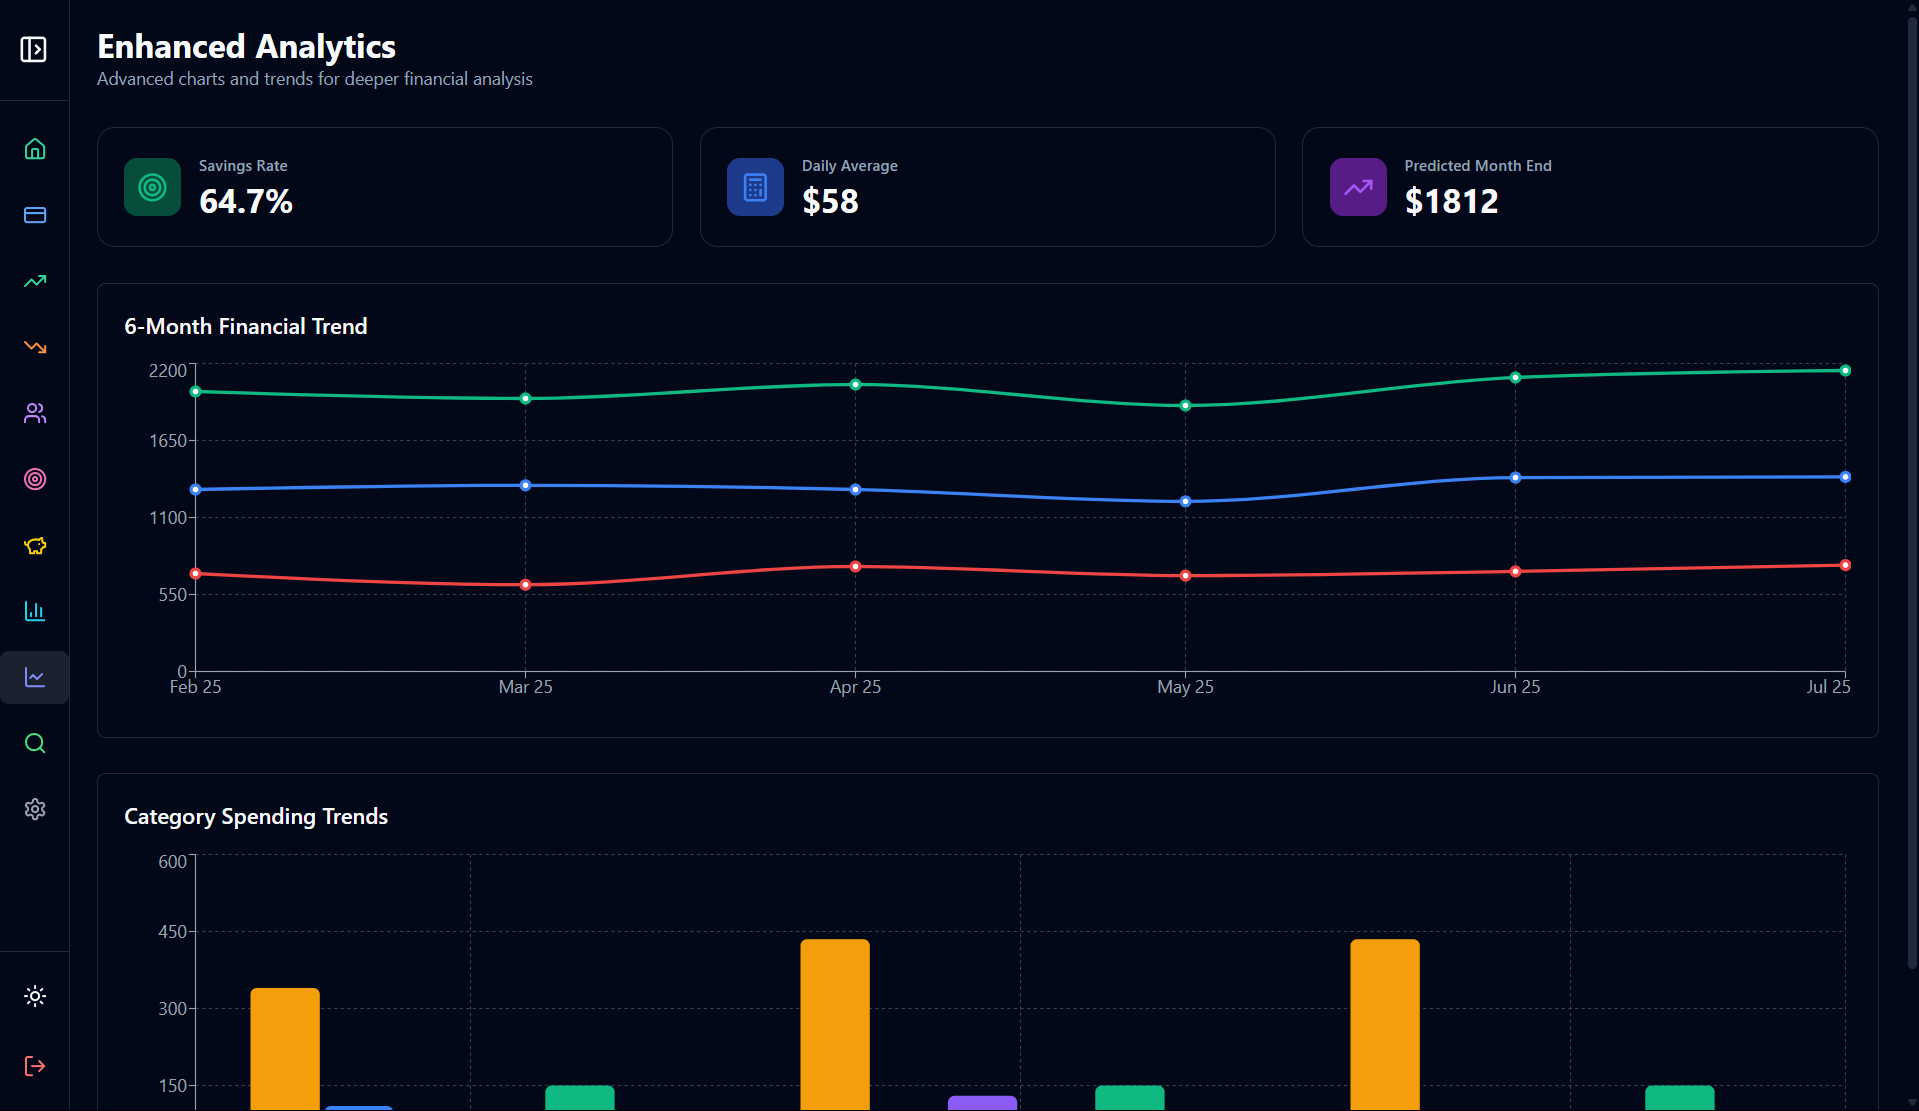 Enhanced Analytics
Advanced charts and trends for deeper financial analysis
Savings Rate
64.7%
Daily Average
$58
Predicted Month End
$1812
6-Month Financial Trend
2200
1650
1100
550
0
Feb 25
Mar 25
Apr 25
May 25
Jun 25
Jul 25
Category Spending Trends
600
450
300
150